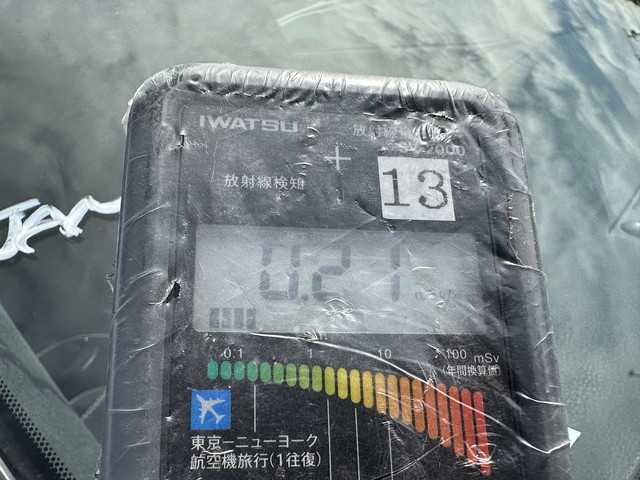 IWATSU
放射線検知
13
0.21
0.1 1 10 100 mSv
(年間換算値)
東京ーニューヨーク
航空機旅行(1往復)